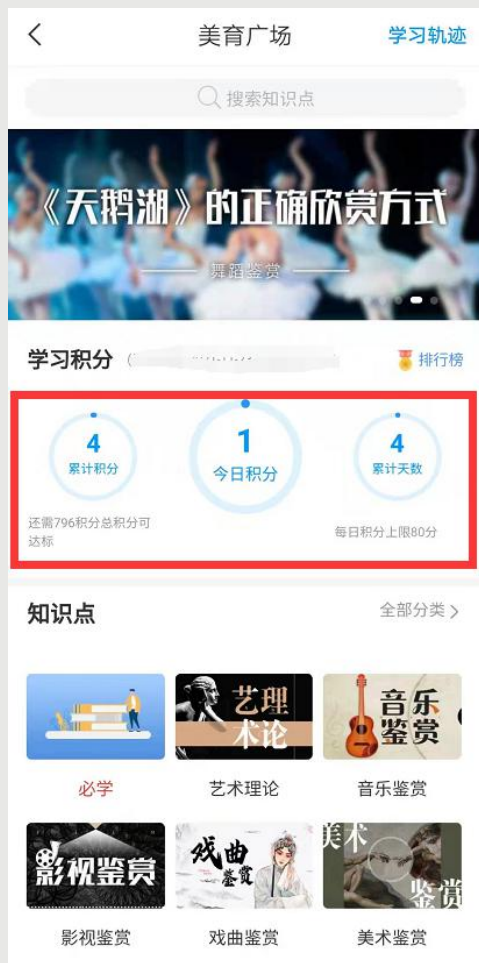 美育广场
学习轨迹
搜索知识点
《天鹅湖》的正确欣赏方式
舞蹈鉴赏
学习积分
排行榜
4
累计积分
1
今日积分
4
累计天数
还需796积分总积分可
达标
每日积分上限80分
知识点
全部分类
艺理
术论
音乐
鉴赏
必学
艺术理论
音乐鉴赏
影视鉴赏
戏曲
鉴赏
美术
鉴赏
影视鉴赏
戏曲鉴赏
美术鉴赏